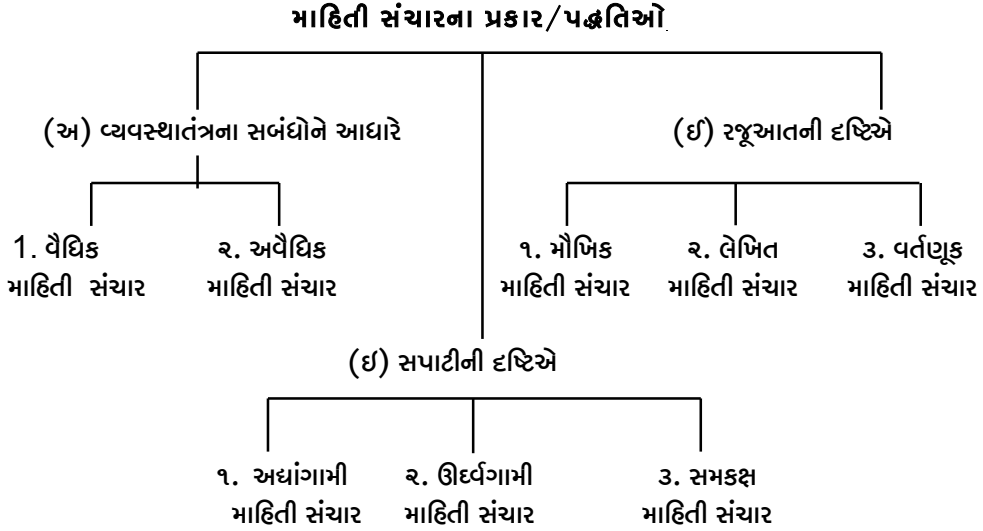 માહિતી સંચારના પ્રકાર/પદ્ધતિઓ
(અ) વ્યવસ્થાતંત્રના સબંધોને આધારે
(ઈ) રજૂઆતની દષ્ટિએ
1. વૈધિક
માહિતી સંચાર
૨. અવૈધિક
માહિતી સંચાર
૧. મૌખિક
માહિતી સંચાર
૨. લેખિત
માહિતી સંચાર
૩. વર્તણૂક
માહિતી સંચાર
(ઇ) સપાટીની દષ્ટિએ
૧. અધાંગામી
માહિતી સંચાર
૨. ઊર્ધ્વગામી
માહિતી સંચાર
૩. સમકક્ષ
માહિતી સંચાર